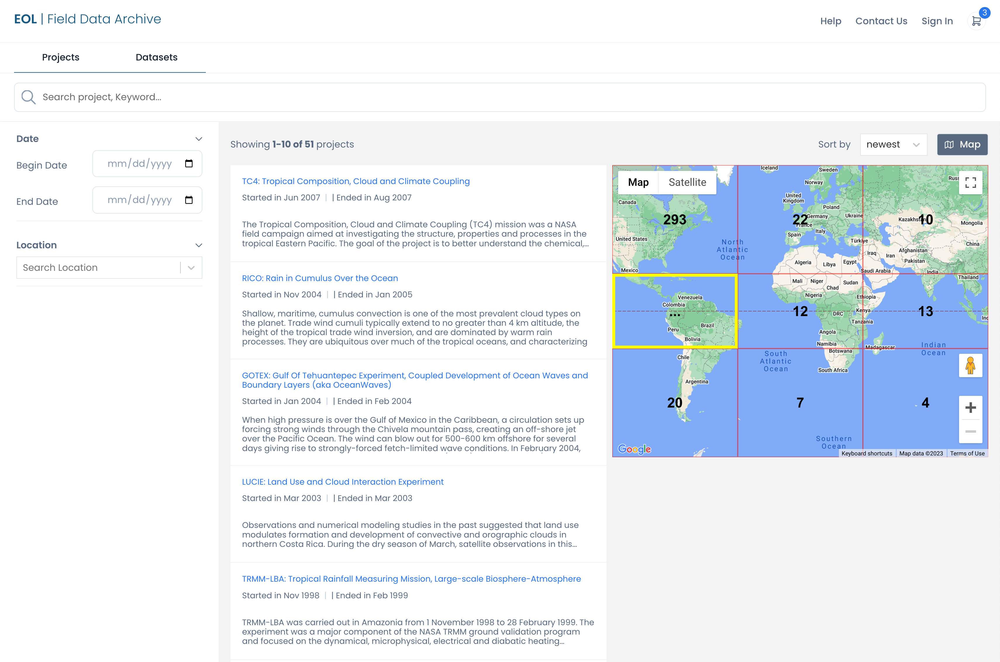 EOL | Field Data Archive
Help
Contact Us
Sign In
3
Projects
Datasets
Search project, Keyword...
Date
Begin Date
mm/dd/yyyy
End Date
mm/dd/yyyy
Location
Search Location
Showing 1-10 of 51 projects
Sort by
newest
Map
TC4: Tropical Composition, Cloud and Climate Coupling
Started in Jun 2007 | | Ended in Aug 2007
The Tropical Composition, Cloud and Climate Coupling (TC4) mission was a NASA
field campaign aimed at investigating the structure, properties and processes in the
tropical Eastern Pacific. The goal of the project is to better understand the chemical,...
RICO: Rain in Cumulus Over the Ocean
Started in Nov 2004 | | Ended in Jan 2005
Shallow, maritime, cumulus convection is one of the most prevalent cloud types on
the planet. Trade wind cumuli typically extend to no greater than 4 km altitude, the
height of the tropical trade wind inversion, and are dominated by warm rain
processes. They are ubiquitous over much of the tropical oceans, and characterizing
GOTEX: Gulf Of Tehuantepec Experiment, Coupled Development of Ocean Waves and
Boundary Layers (aka OceanWaves)
Started in Jan 2004 | | Ended in Feb 2004
When high pressure is over the Gulf of Mexico in the Caribbean, a circulation sets up
forcing strong winds through the Chivela mountain pass, creating an off-shore jet
over the Pacific Ocean. The wind can blow out for 500-600 km offshore for several
days giving rise to strongly-forced fetch-limited wave conditions. In February 2004,
LUCIE: Land Use and Cloud Interaction Experiment
Started in Mar 2003 | | Ended in Mar 2003
Observations and numerical modeling studies in the past suggested that land use
modulates formation and development of convective and orographic clouds in
northern Costa Rica. During the dry season of March, satellite observations in this...
TRMM-LBA: Tropical Rainfall Measuring Mission, Large-scale Biosphere-Atmosphere
Started in Nov 1998 | | Ended in Feb 1999
TRMM-LBA was carried out in Amazonia from 1 November 1998 to 28 February 1999. The
experiment was a major component of the NASA TRMM ground validation program
and focused on the dynamical, microphysical, electrical and diabatic heating...
Map
Satellite
Iceland
Sweden
Norway
Russ
United
Kingdom
Canada
Poland
293
22
Germany
Ukraine
Kazakhstan
10
Mongolia
France
Italy
Spain
United States
Türkiye
China
North
Atlantic
Ocean
Afghanistan
Iraq
Iran
Pakistan
Algeria
Libya
Egypt
Mexico
Saudi Arabia
India
Thailand
Mali
Niger
Sudan
Chad
Nigeria
Ethiopia
Venezuela
Colombia
...
12
DRC
Kenya
13
Tanzania
Brazil
Peru
Angola
Bolivia
Namibia
Botswana
Madagascar
Indian
Ocean
Chile
South
Atlantic
Ocean
South Africa
Argentina
20
7
4
Southern
Ocean
Google
Keyboard shortcuts
Map data ©2023
Terms of Use